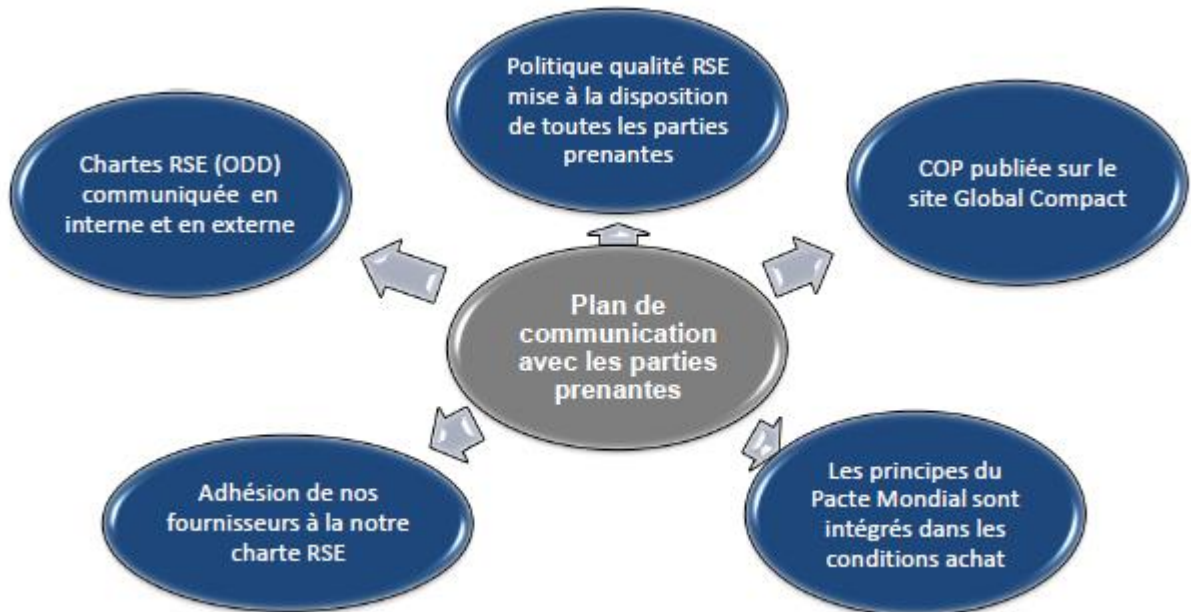 Politique qualité RSE
mise à la disposition
de toutes les parties
prenantes
Chartes RSE (ODD)
communiquée en
interne et en externe
COP publiée sur le
site Global Compact
Plan de
communication
avec les parties
prenantes
Adhésion de nos
fournisseurs à la notre
charte RSE
Les principes du
Pacte Mondial sont
intégrés dans les
conditions achat